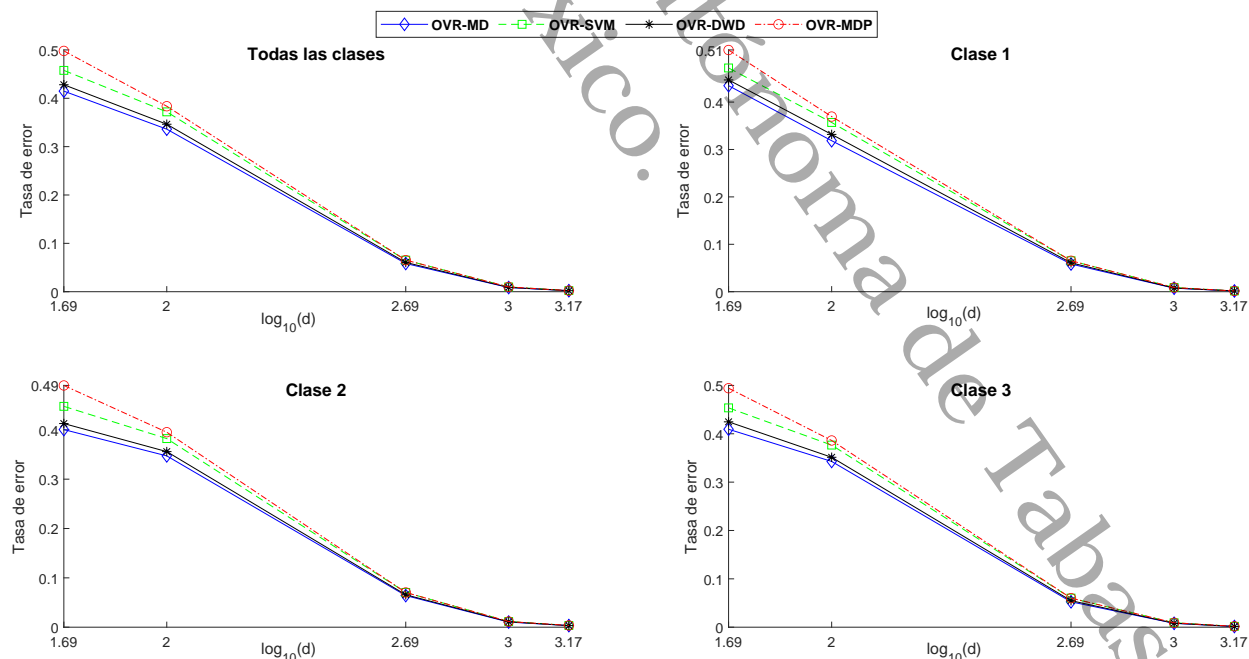 OVR-MD OVR-SVM OVR-DWD OVR-MDP
Todas las clases
0.5
0.4
0.3
0.2
0.1
0
Tasa de error
1.69 2 2.69 3 3.17
log10(d)
Clase 1
0.51
0.4
0.3
0.2
0.1
0
Tasa de error
1.69 2 2.69 3 3.17
log10(d)
Clase 2
0.49
0.4
0.3
0.2
0.1
0
Tasa de error
1.69 2 2.69 3 3.17
log10(d)
Clase 3
0.5
0.4
0.3
0.2
0.1
0
Tasa de error
1.69 2 2.69 3 3.17
log10(d)
ntónoma de Tabas
xico.